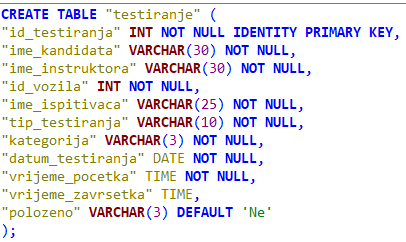 CREATE TABLE "testiranje" (
"id_testiranja" INT NOT NULL IDENTITY PRIMARY KEY,
"ime_kandidata" VARCHAR(30) NOT NULL,
"ime_instruktora" VARCHAR(30) NOT NULL,
"id_vozila" INT NOT NULL,
"ime_ispitivaca" VARCHAR(25) NOT NULL,
"tip_testiranja" VARCHAR(10) NOT NULL,
"kategorija" VARCHAR(3) NOT NULL,
"datum_testiranja" DATE NOT NULL,
"vrijeme_pocetka" TIME NOT NULL,
"vrijeme_zavrsetka" TIME,
"polozeno" VARCHAR(3) DEFAULT 'Ne'
);